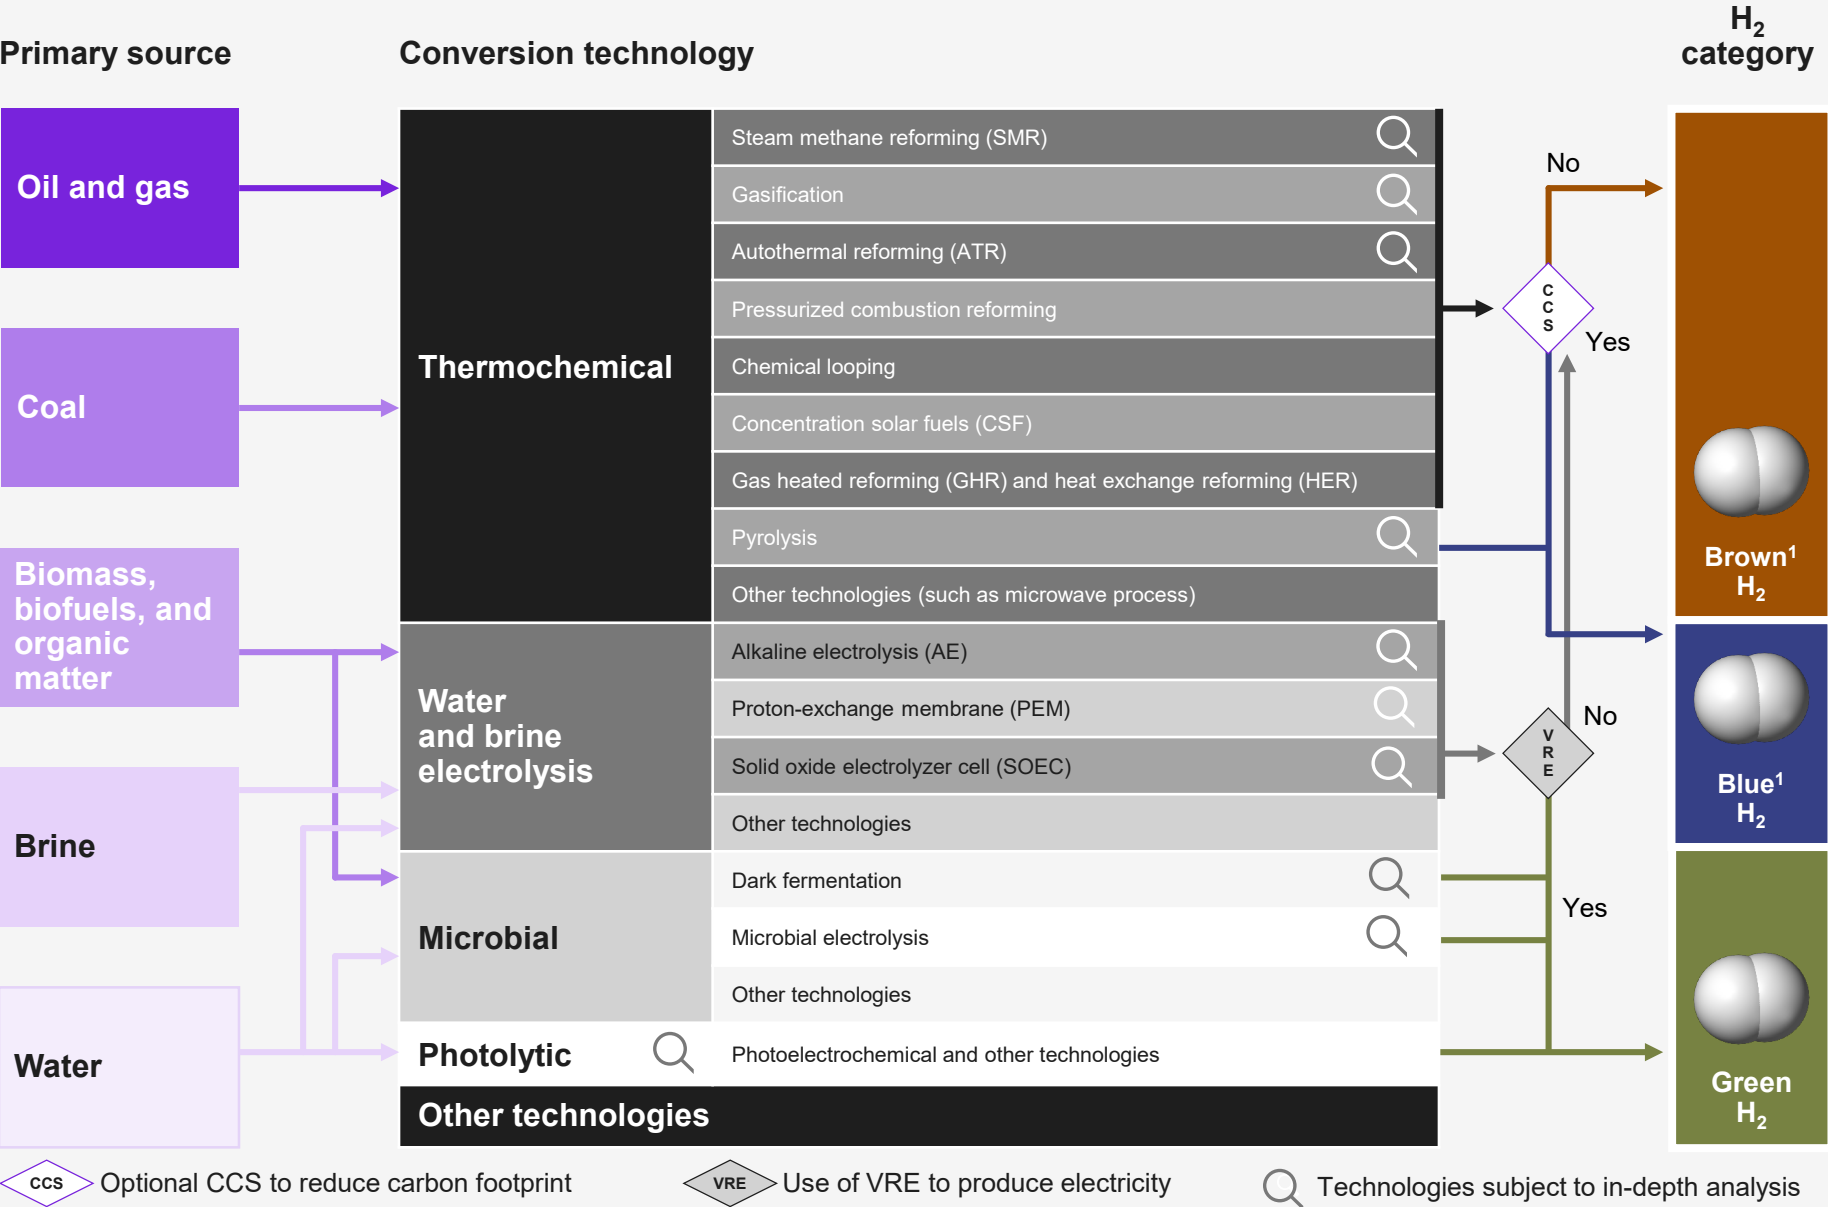 Primary source
Conversion technology
H2
category
Oil and gas
Coal
Biomass,
biofuels, and
organic
matter
Brine
Water
Thermochemical
Steam methane reforming (SMR)
Gasification
Autothermal reforming (ATR)
Pressurized combustion reforming
Chemical looping
Concentration solar fuels (CSF)
Gas heated reforming (GHR) and heat exchange reforming (HER)
Pyrolysis
Other technologies (such as microwave process)
Water
and brine
electrolysis
Alkaline electrolysis (AE)
Proton-exchange membrane (PEM)
Solid oxide electrolyzer cell (SOEC)
Other technologies
Microbial
Dark fermentation
Microbial electrolysis
Other technologies
Photolytic
Photoelectrochemical and other technologies
Other technologies
No
CCS
Yes
No
VRE
Yes
Brown1
H2
Blue1
H2
Green
H2
CCS Optional CCS to reduce carbon footprint
VRE Use of VRE to produce electricity
Technologies subject to in-depth analysis